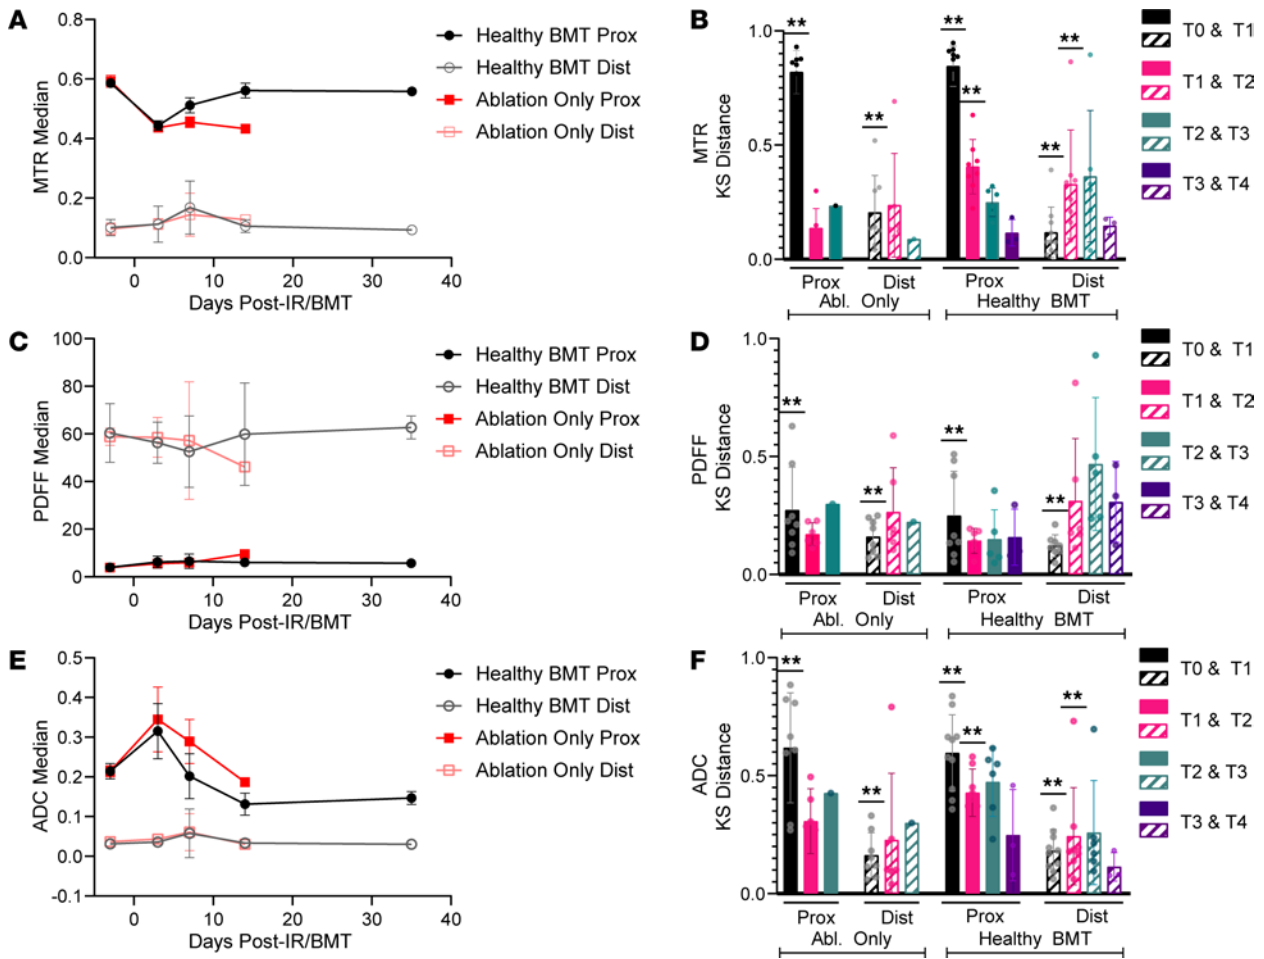 A
0.8
0.6
0.4
0.2
0.0
MTR Median
0 10 20 30 40
Days Post-IR/BMT
Healthy BMT Prox
Healthy BMT Dist
Ablation Only Prox
Ablation Only Dist
B
1.0
0.5
0.0
MTR
KS Distance
** ** ** ** ** **
Prox Dist Prox Dist
Abl. Only Healthy BMT
T0 & T1
T1 & T2
T2 & T3
T3 & T4
C
100
80
60
40
20
0
PDFF Median
0 10 20 30 40
Days Post-IR/BMT
Healthy BMT Prox
Healthy BMT Dist
Ablation Only Prox
Ablation Only Dist
D
1.0
0.5
0.0
PDFF
KS Distance
** ** ** **
Prox Dist Prox Dist
Abl. Only Healthy BMT
T0 & T1
T1 & T2
T2 & T3
T3 & T4
E
0.5
0.4
0.3
0.2
0.1
0.0
-0.1
ADC Median
0 10 20 30 40
Days Post-IR/BMT
Healthy BMT Prox
Healthy BMT Dist
Ablation Only Prox
Ablation Only Dist
F
1.0
0.5
0.0
ADC
KS Distance
** ** ** ** ** **
Prox Dist Prox Dist
Abl. Only Healthy BMT
T0 & T1
T1 & T2
T2 & T3
T3 & T4